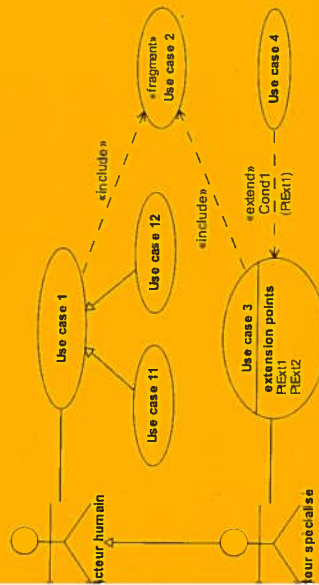 Use case 1
«include»
«fragment»
Use case 2
Use case 11
Use case 12
cteur humain
«include»
Use case 3
extension points
PtExt1
PtExt2
«extend»
Cond1
(PtExt1)
Use case 4
teur spécialisé